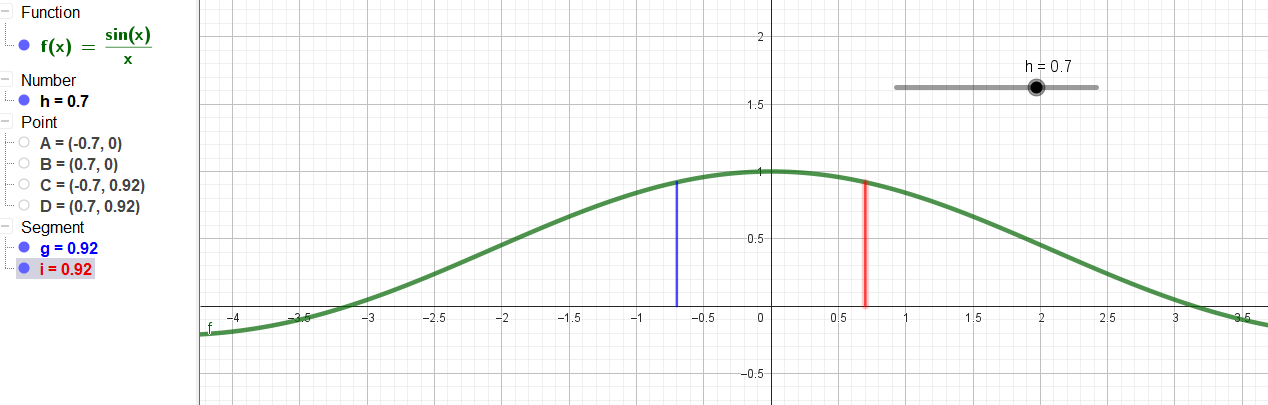 Function
f(x) = sin(x)/x
Number
h = 0.7
Point
A = (-0.7, 0)
B = (0.7, 0)
C = (-0.7, 0.92)
D = (0.7, 0.92)
Segment
g = 0.92
i = 0.92
h = 0.7
2
1.5
1
0.5
−4 −3.5 −3 −2.5 −2 −1.5 −1 −0.5 0 0.5 1 1.5 2 2.5 3 3.5
f
−0.5